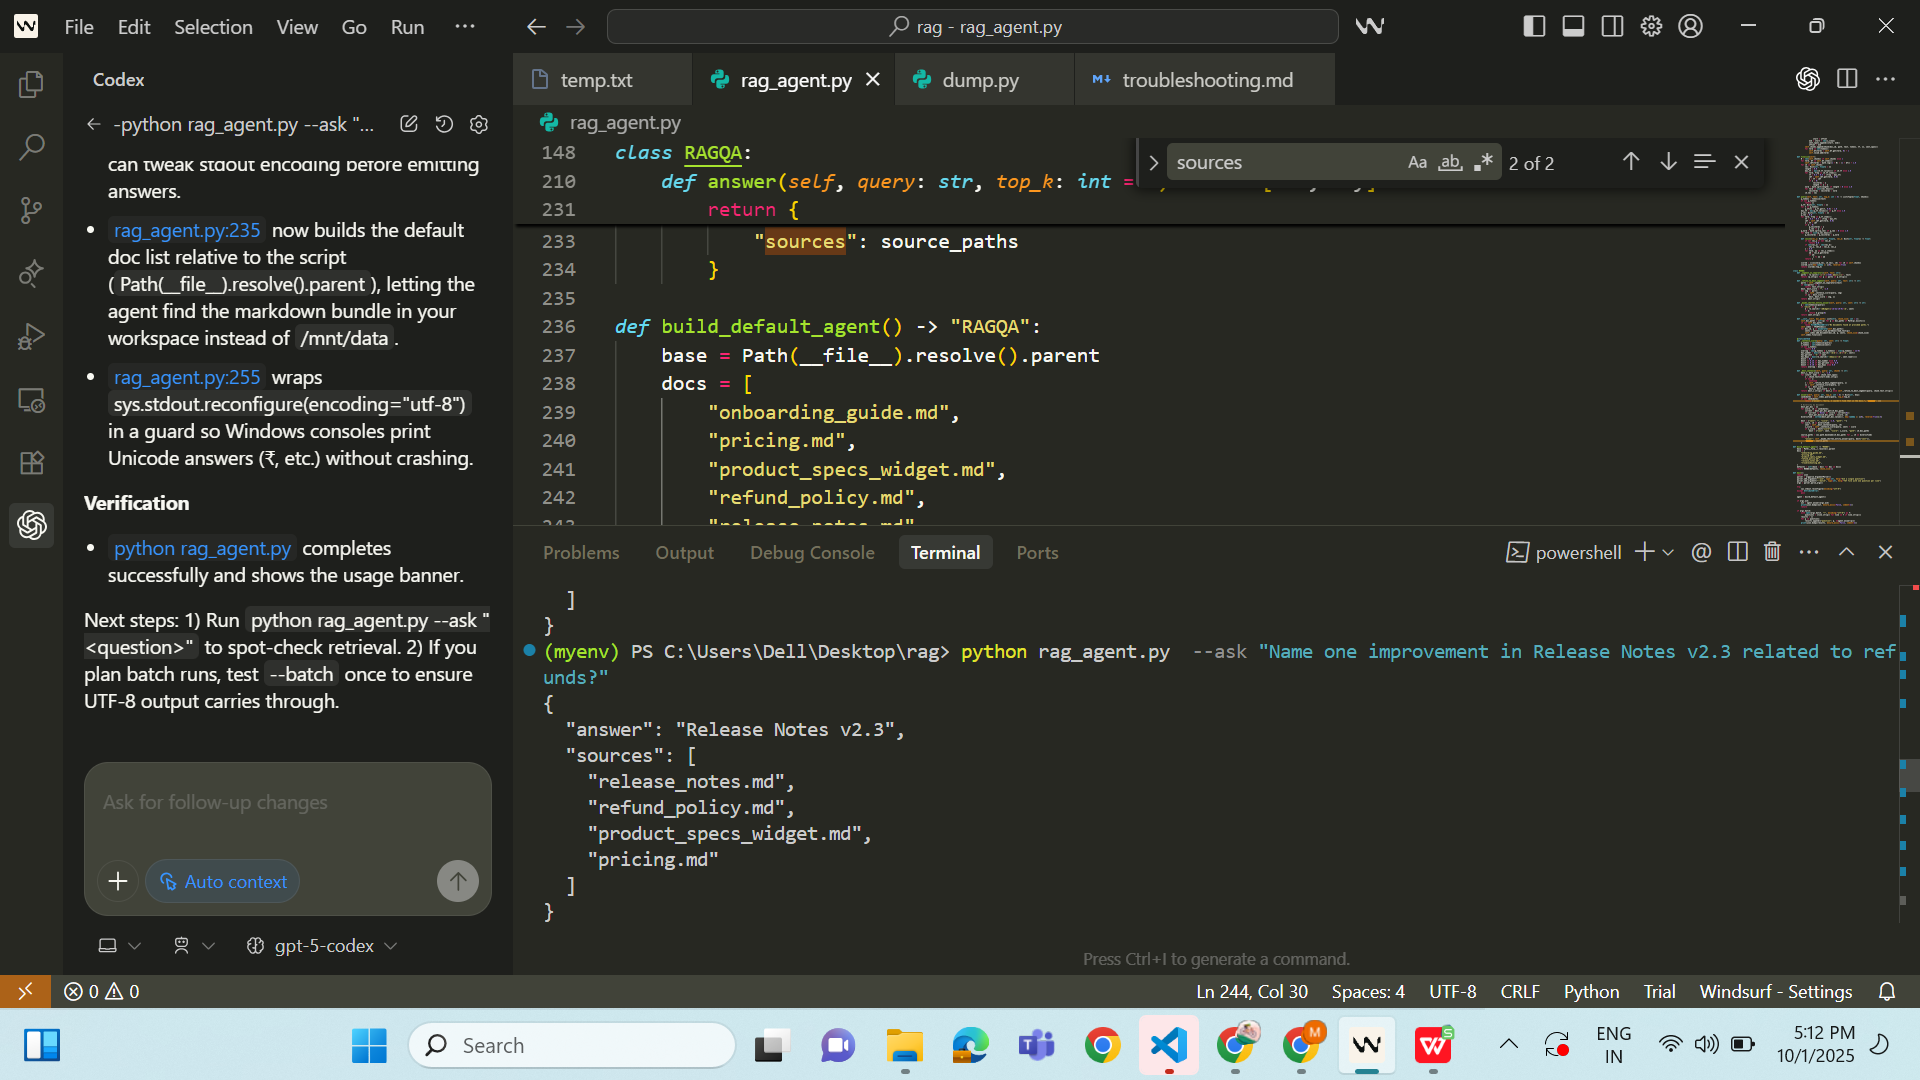 File Edit Selection View Go Run ···
rag - rag_agent.py
Codex
-python rag_agent.py --ask "...
can tweak stdout encoding before emitting
answers.
• rag_agent.py:235 now builds the default
doc list relative to the script
( Path(__file__).resolve().parent ), letting the
agent find the markdown bundle in your
workspace instead of /mnt/data .
• rag_agent.py:255 wraps
sys.stdout.reconfigure(encoding="utf-8")
in a guard so Windows consoles print
Unicode answers (₹, etc.) without crashing.
Verification
• python rag_agent.py completes
successfully and shows the usage banner.
Next steps: 1) Run python rag_agent.py --ask "
<question>" to spot-check retrieval. 2) If you
plan batch runs, test --batch once to ensure
UTF-8 output carries through.
Ask for follow-up changes
Auto context
gpt-5-codex
temp.txt rag_agent.py dump.py troubleshooting.md
rag_agent.py
sources Aa ab 2 of 2
148 class RAGQA:
210 def answer(self, query: str, top_k: int =
231 return {
233 "sources": source_paths
234 }
235
236 def build_default_agent() -> "RAGQA":
237 base = Path(__file__).resolve().parent
238 docs = [
239 "onboarding_guide.md",
240 "pricing.md",
241 "product_specs_widget.md",
242 "refund_policy.md",
243 "release_notes.md"
Problems Output Debug Console Terminal Ports
powershell
]
}
(myenv) PS C:\Users\Dell\Desktop\rag> python rag_agent.py --ask "Name one improvement in Release Notes v2.3 related to ref
unds?"
{
"answer": "Release Notes v2.3",
"sources": [
"release_notes.md",
"refund_policy.md",
"product_specs_widget.md",
"pricing.md"
]
}
Press Ctrl+I to generate a command.
0 0
Ln 244, Col 30 Spaces: 4 UTF-8 CRLF Python Trial Windsurf - Settings
Search
ENG
IN
5:12 PM
10/1/2025